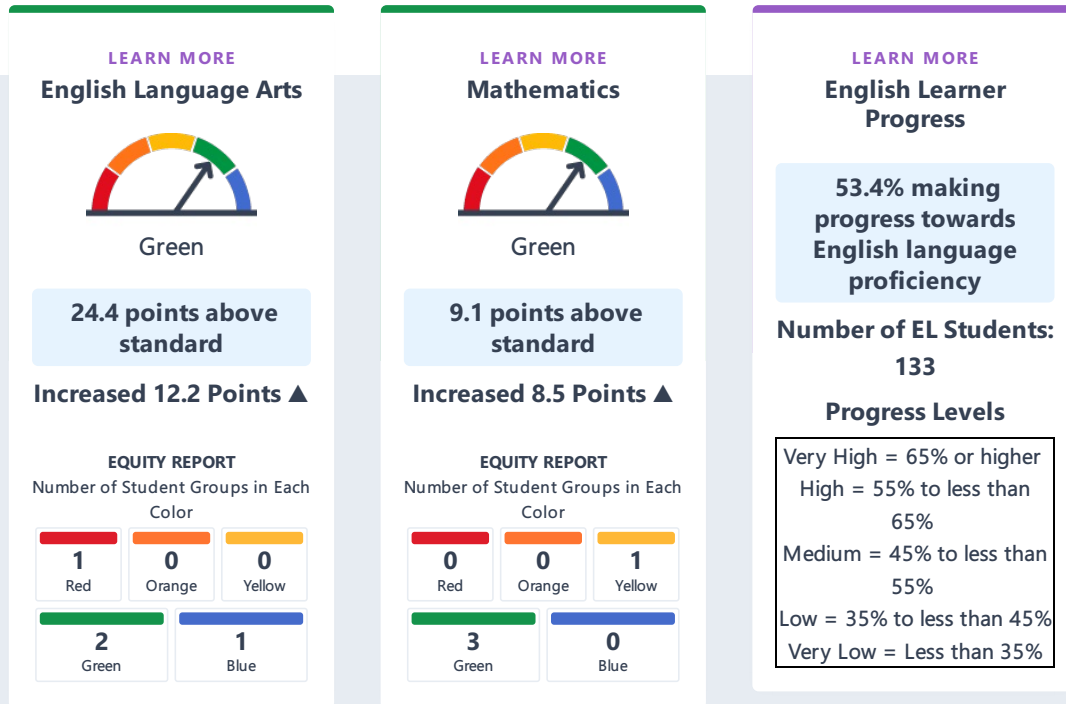 LEARN MORE
English Language Arts
Green
24.4 points above
standard
Increased 12.2 Points ▲
EQUITY REPORT
Number of Student Groups in Each
Color
1
Red
0
Orange
0
Yellow
2
Green
1
Blue
LEARN MORE
Mathematics
Green
9.1 points above
standard
Increased 8.5 Points ▲
EQUITY REPORT
Number of Student Groups in Each
Color
0
Red
0
Orange
1
Yellow
3
Green
0
Blue
LEARN MORE
English Learner
Progress
53.4% making
progress towards
English language
proficiency
Number of EL Students:
133
Progress Levels
Very High = 65% or higher
High = 55% to less than
65%
Medium = 45% to less than
55%
Low = 35% to less than 45%
Very Low = Less than 35%